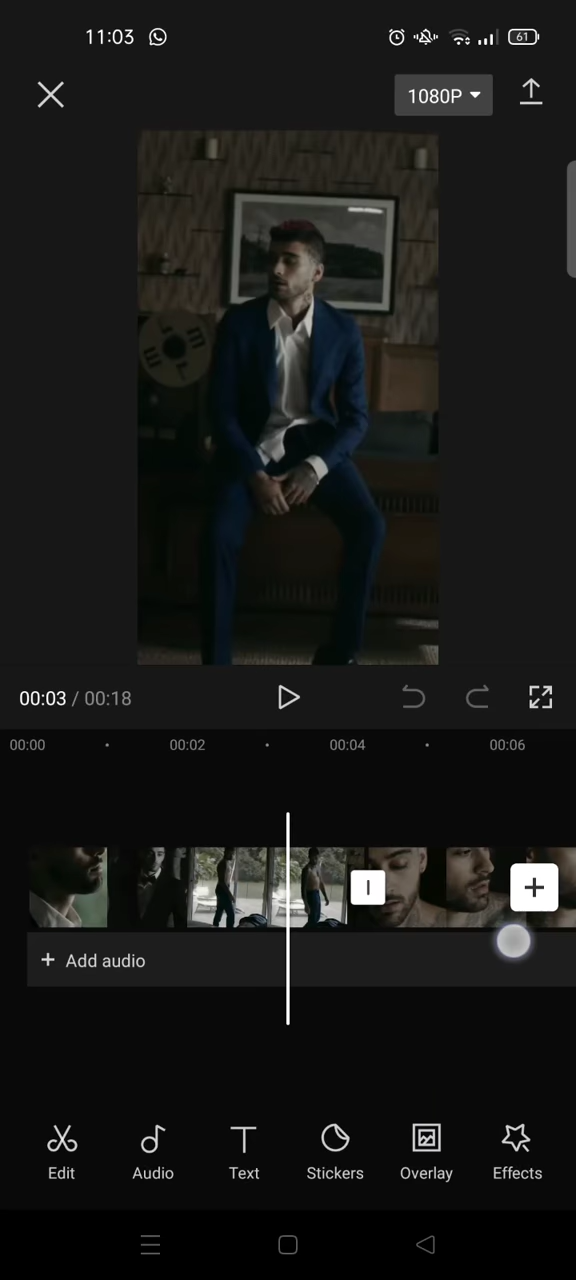 11:03 61
1080P
00:03 / 00:18
00:00 00:02 00:04 00:06
+ Add audio
Edit Audio Text Stickers Overlay Effects